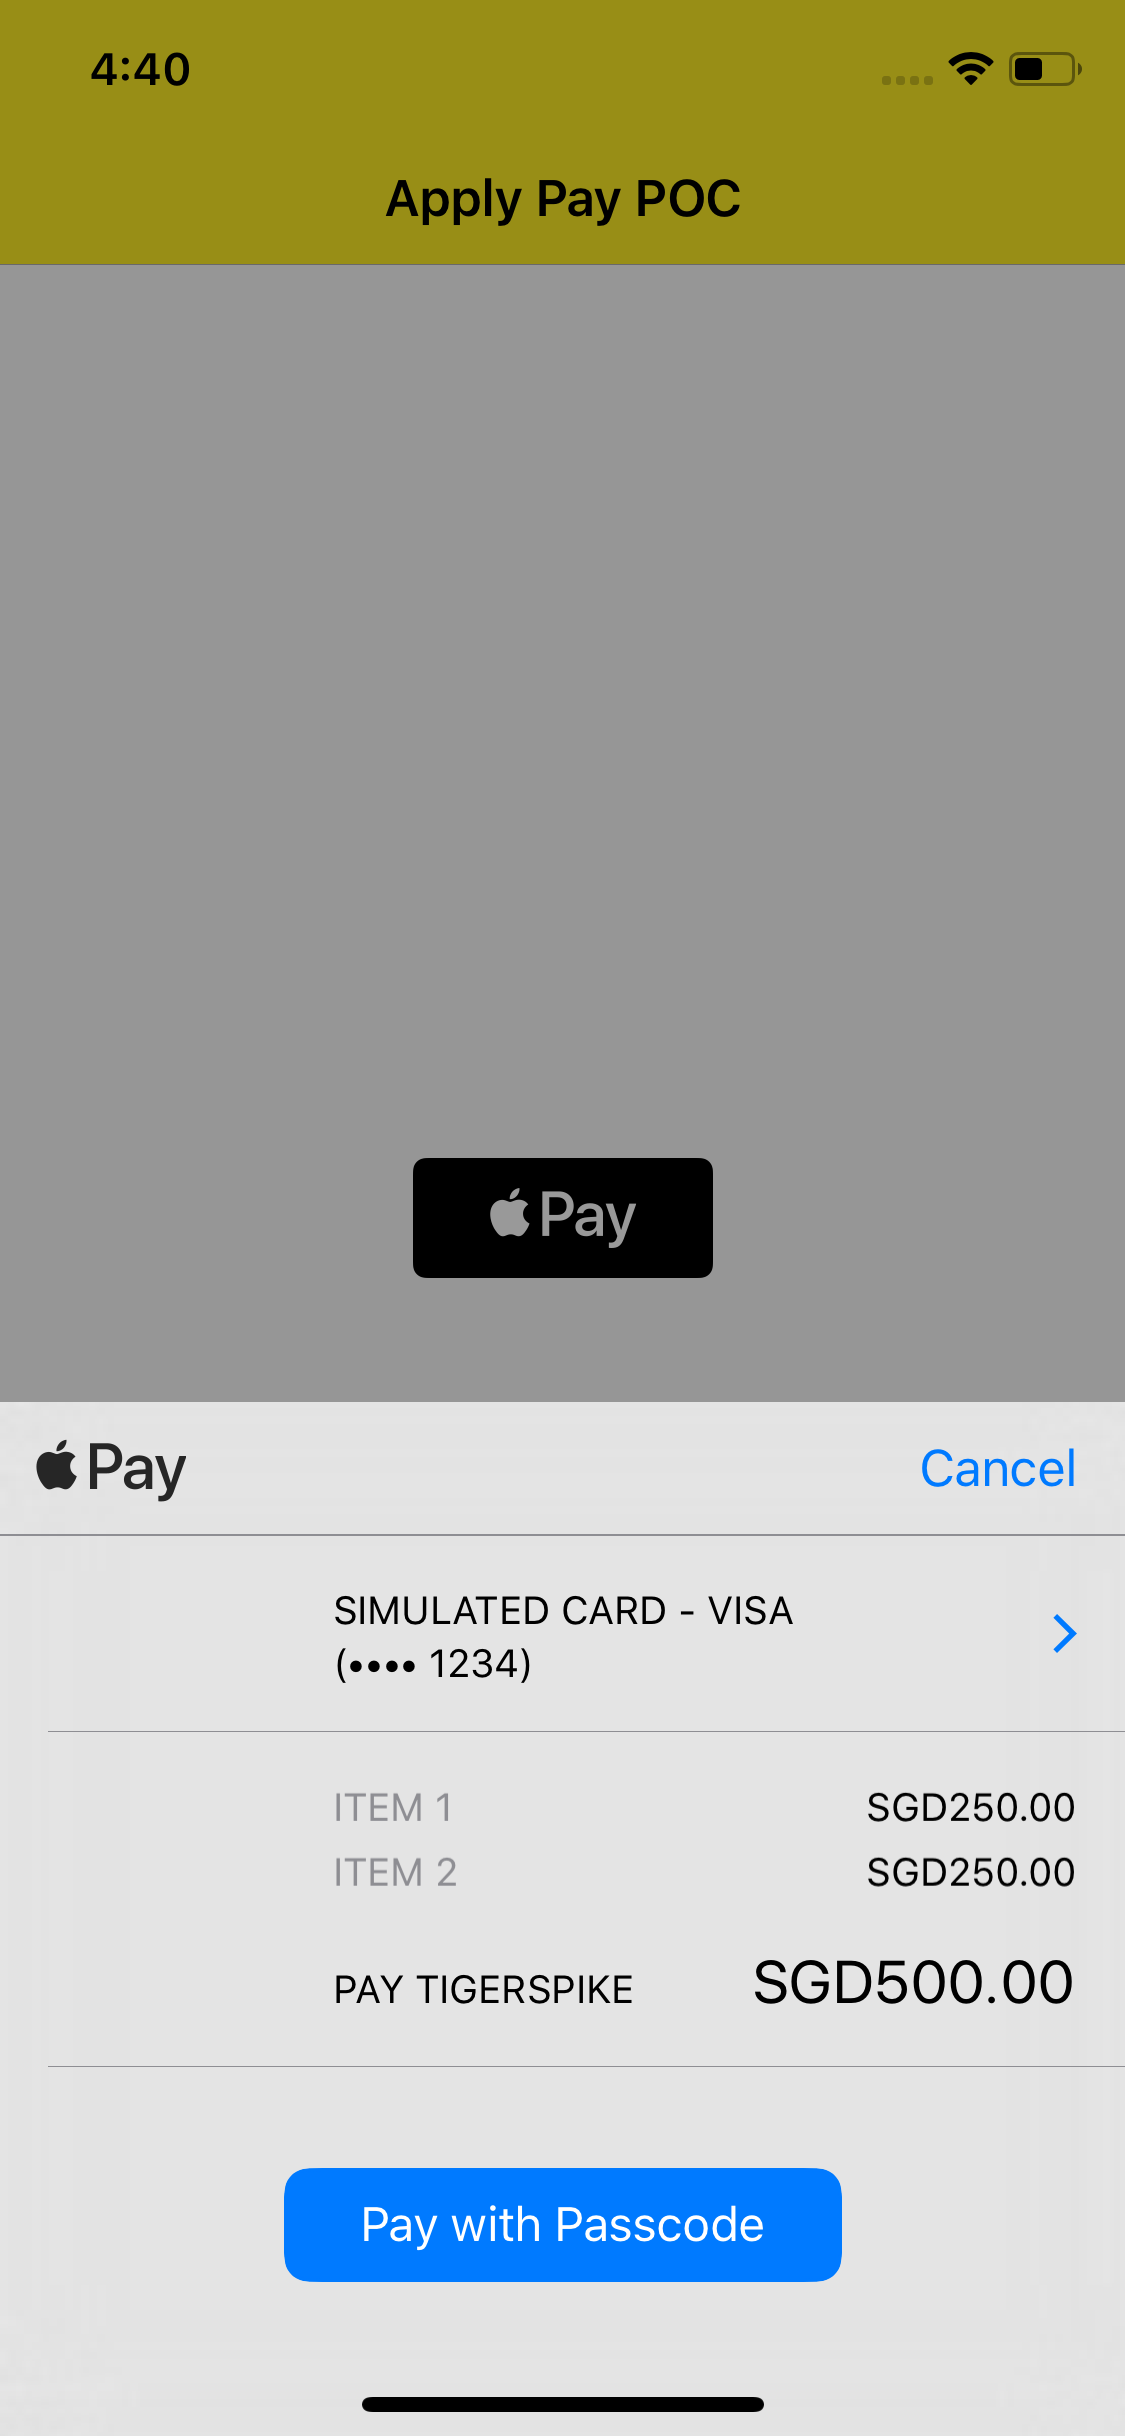 4:40
Apply Pay POC
Pay
Pay
Cancel
SIMULATED CARD - VISA
(•••• 1234)
ITEM 1 SGD250.00
ITEM 2 SGD250.00
PAY TIGERSPIKE SGD500.00
Pay with Passcode